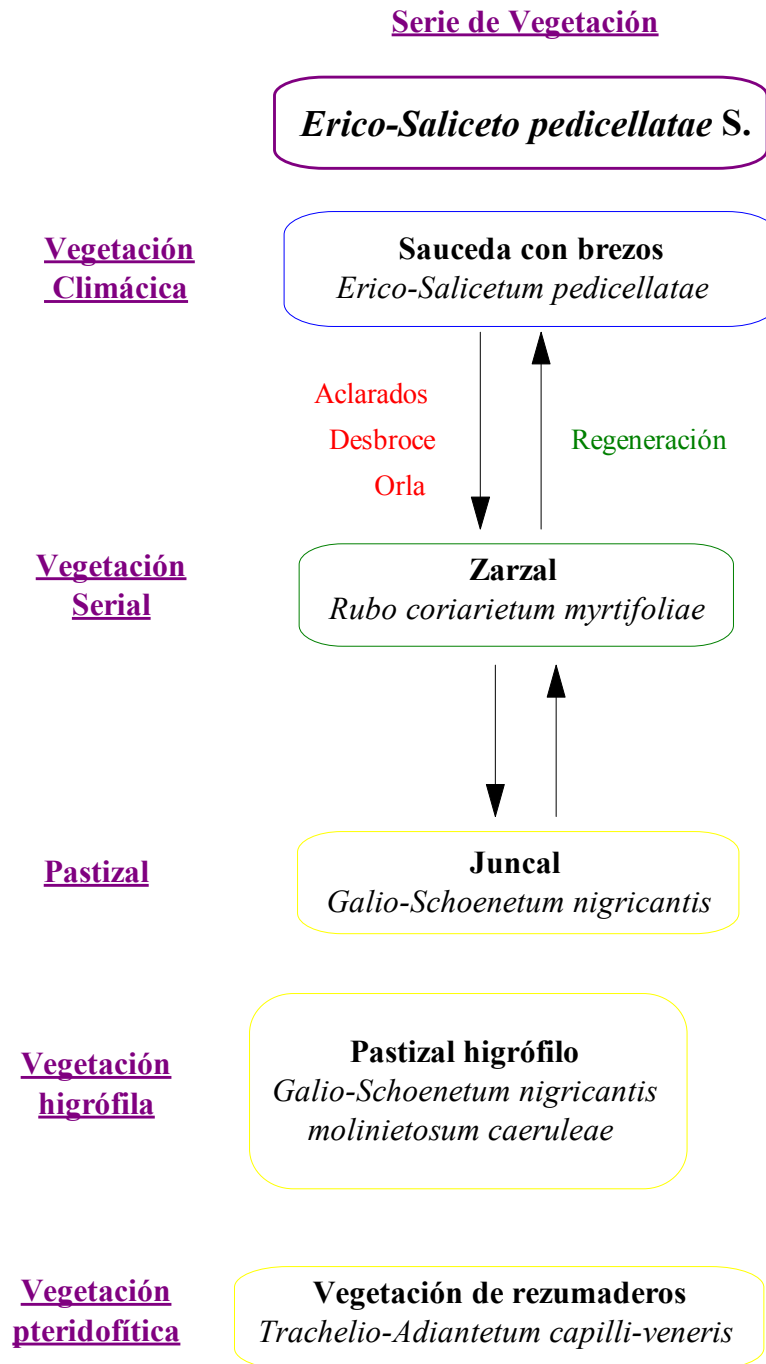 Serie de Vegetación
Erico-Saliceto pedicellatae S.
Vegetación
Climácica
Sauceda con brezos
Erico-Salicetum pedicellatae
Aclarados
Desbroce
Orla
Regeneración
Vegetación
Serial
Zarzal
Rubo coriarietum myrtifoliae
Pastizal
Juncal
Galio-Schoenetum nigricantis
Vegetación
higrófila
Pastizal higrófilo
Galio-Schoenetum nigricantis
molinietosum caeruleae
Vegetación
pteridofítica
Vegetación de rezumaderos
Trachelio-Adiantetum capilli-veneris